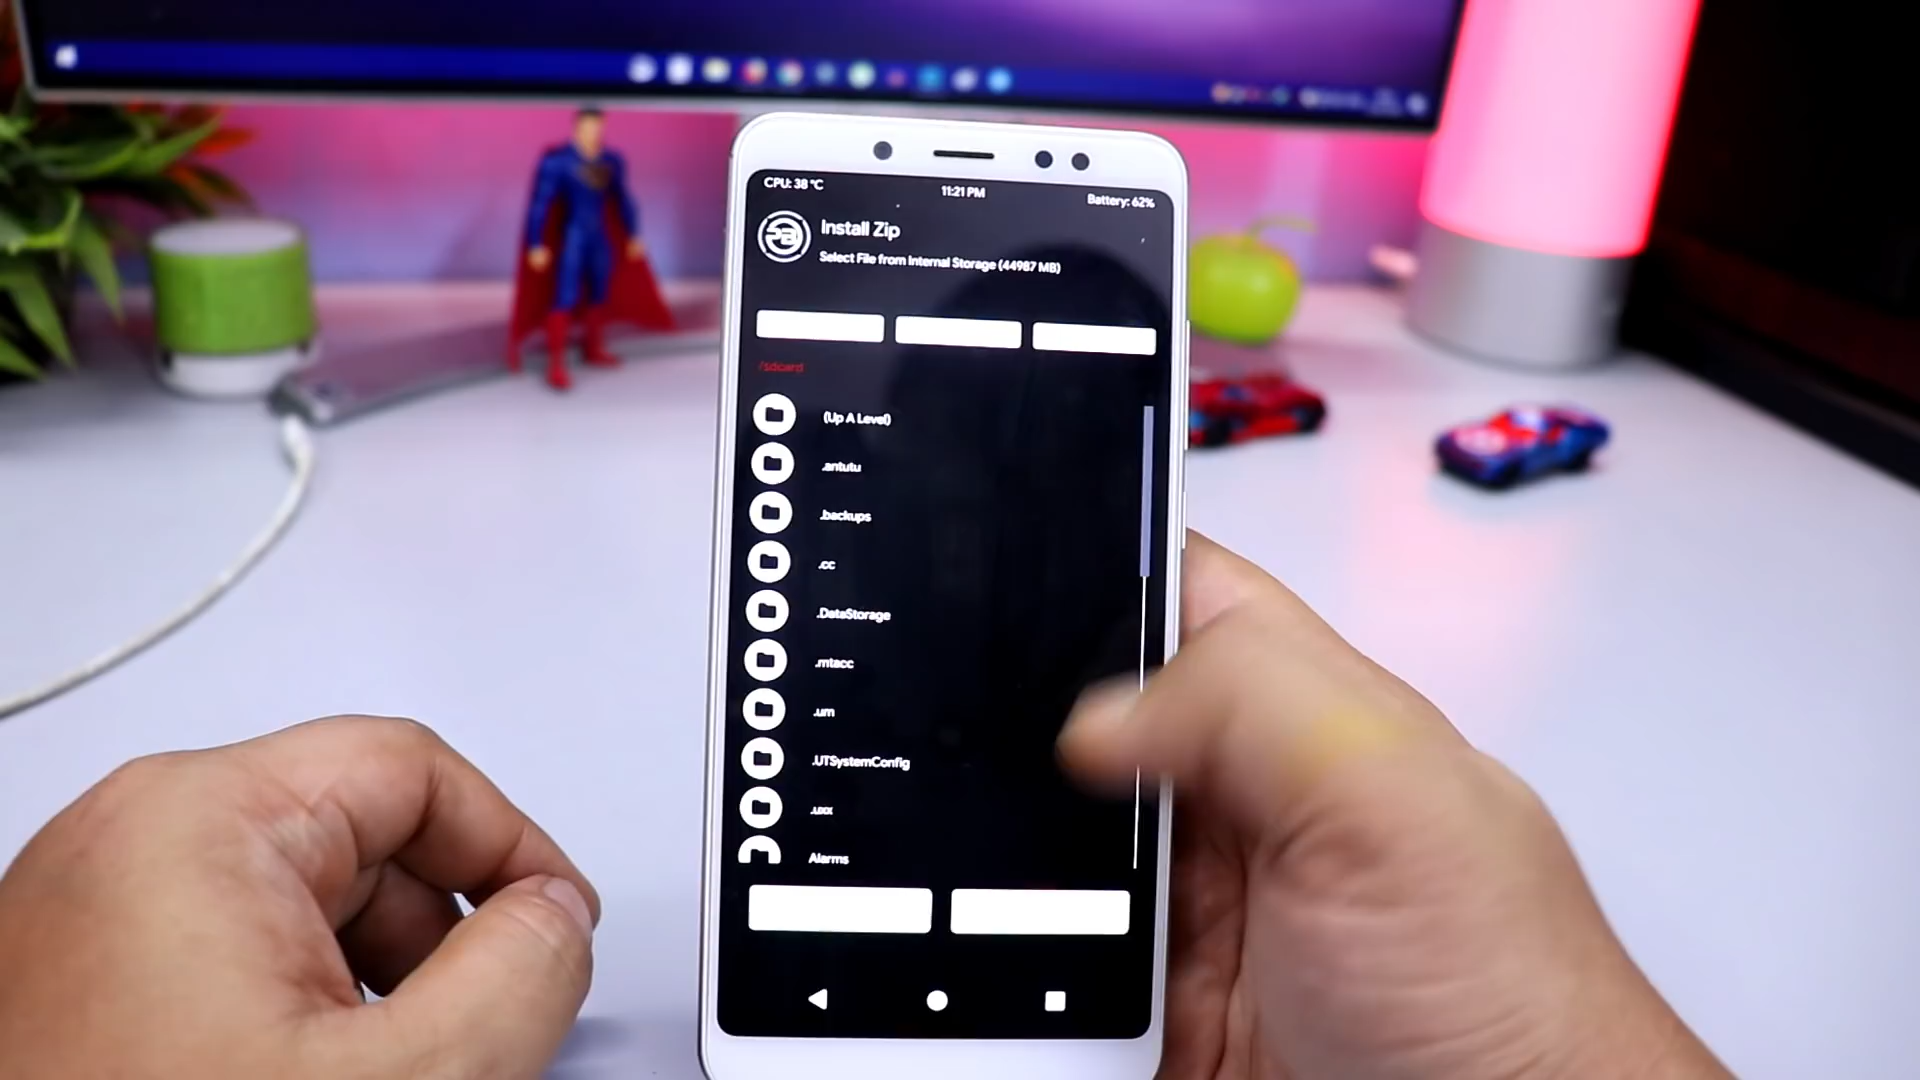 CPU: 38 °C
11:21 PM
Battery: 62%
PB
Install Zip
Select File from Internal Storage (44987 MB)
/sdcard
(Up A Level)
.antutu
.backups
.cc
.DataStorage
.mtacc
.um
.UTSystemConfig
.uxx
Alarms